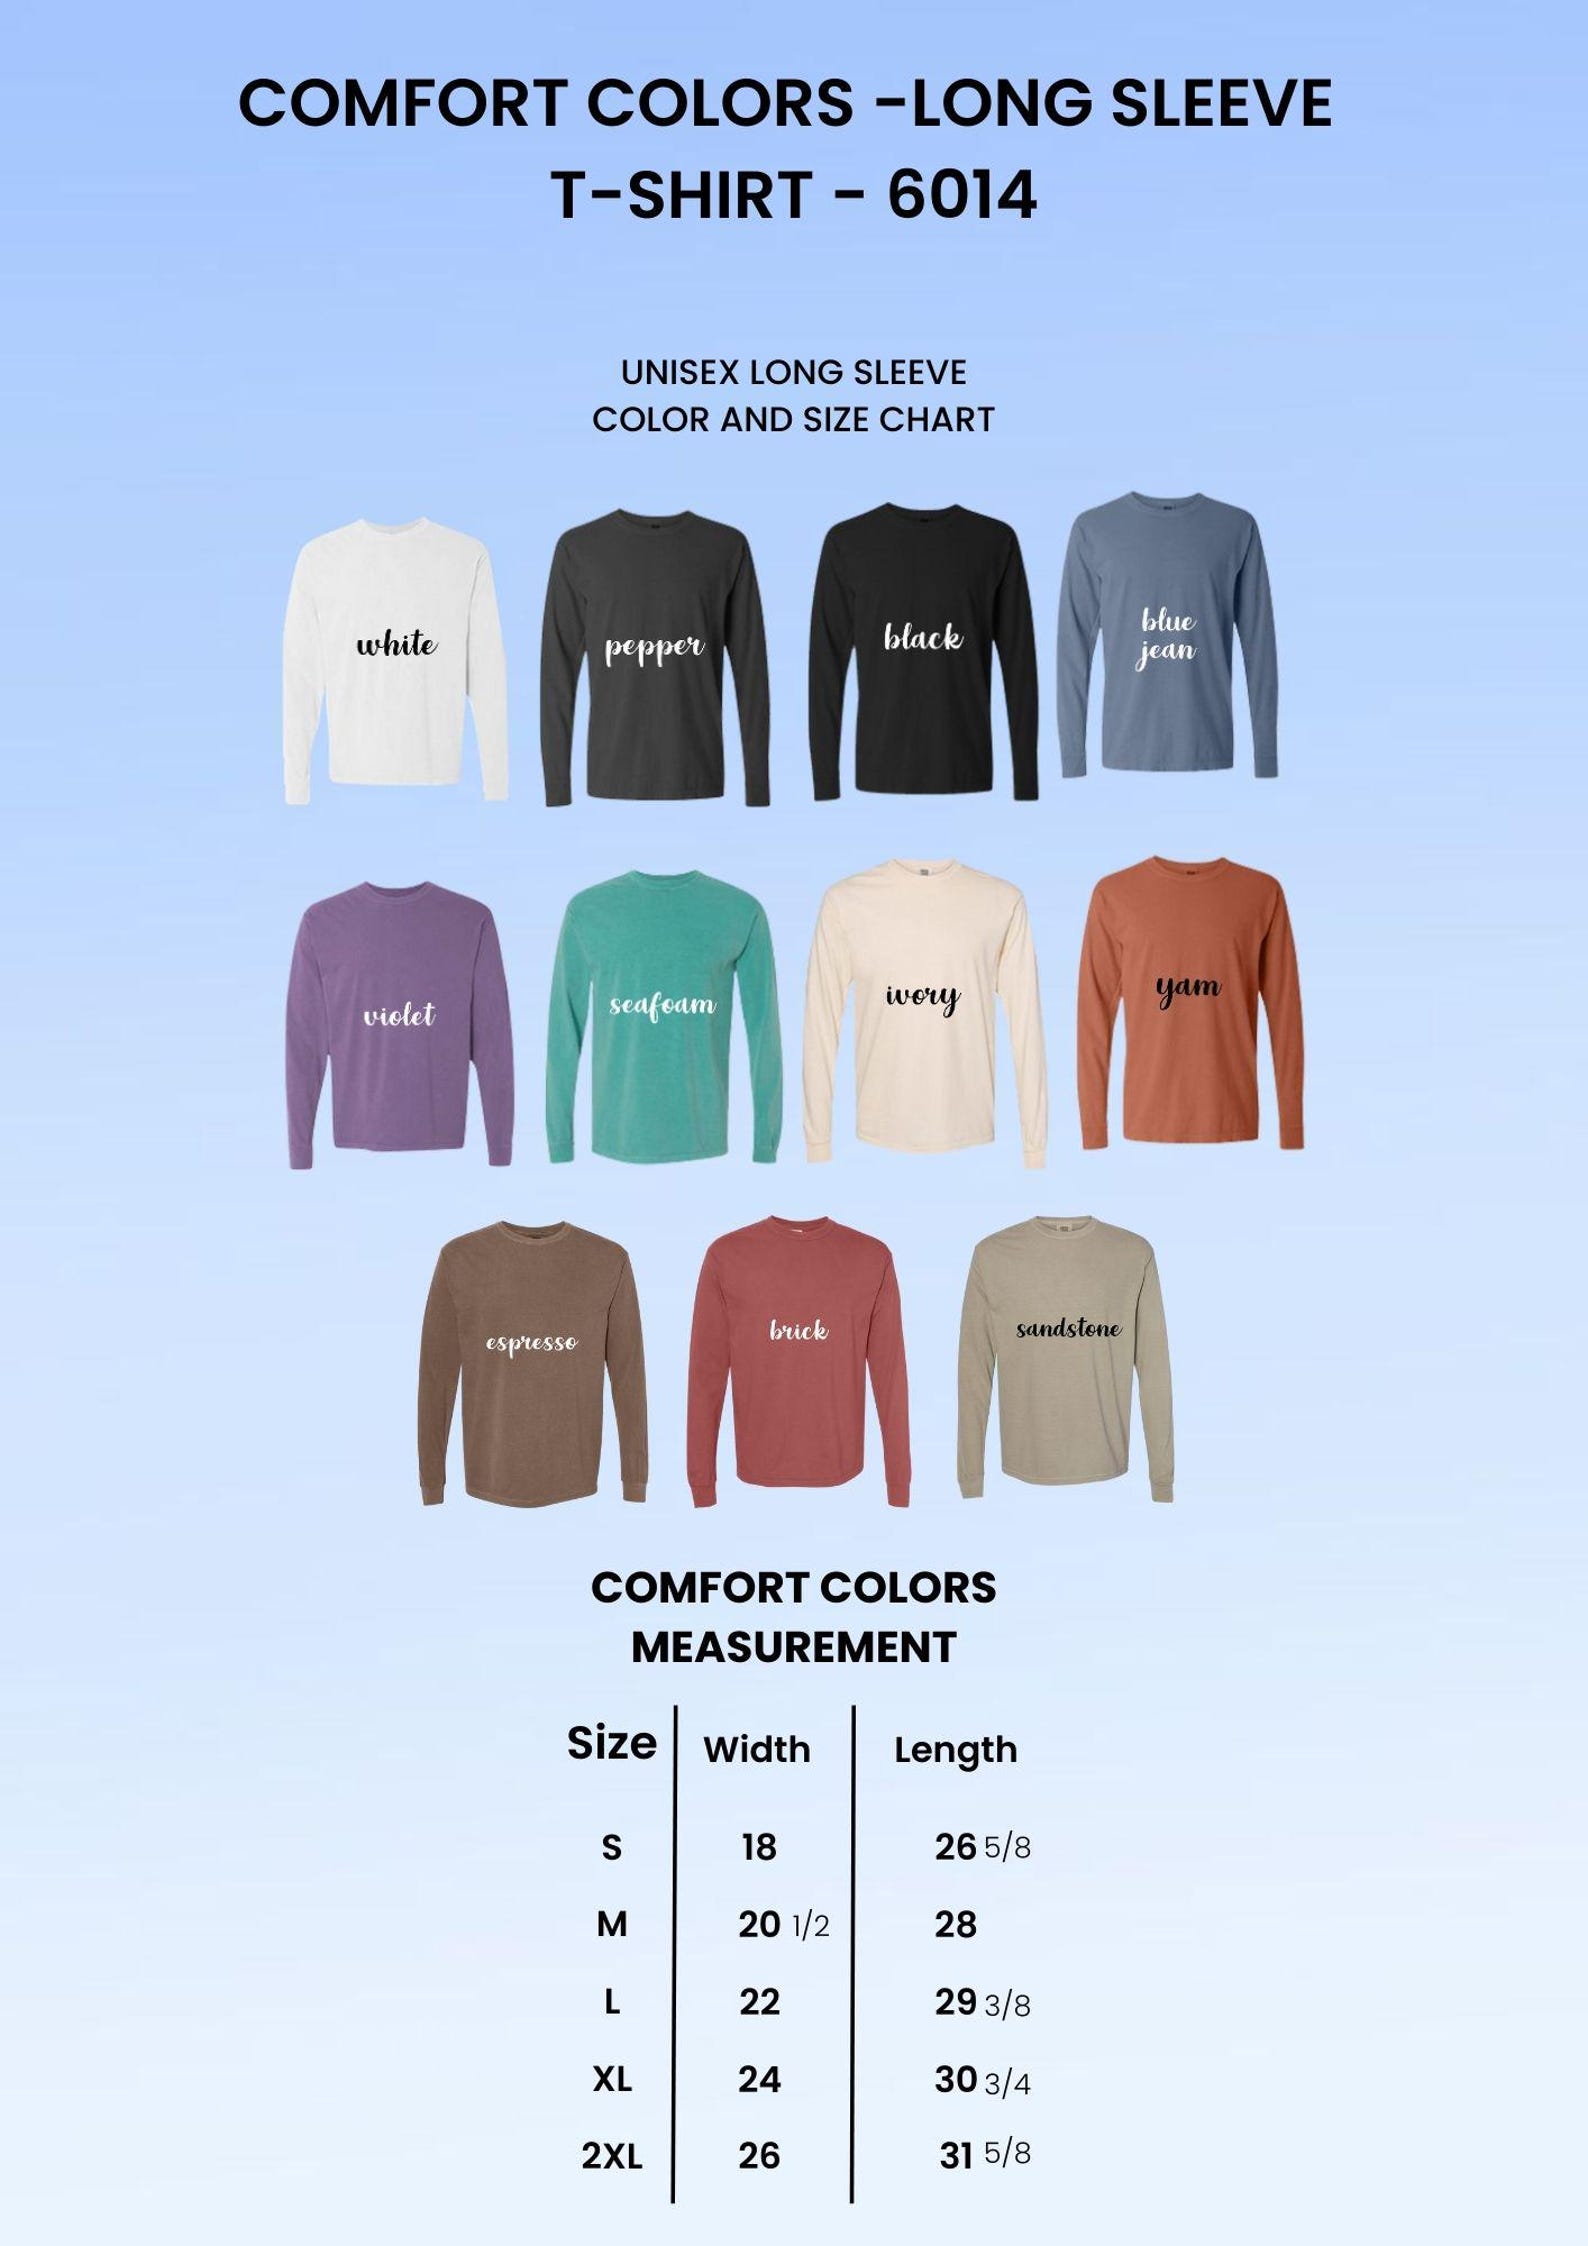 COMFORT COLORS -LONG SLEEVE
T-SHIRT - 6014
UNISEX LONG SLEEVE
COLOR AND SIZE CHART
white
pepper
black
blue
jean
violet
seafoam
ivory
yam
espresso
brick
sandstone
COMFORT COLORS
MEASUREMENT
Size Width Length
S 18 26 5/8
M 20 1/2 28
L 22 29 3/8
XL 24 30 3/4
2XL 26 31 5/8